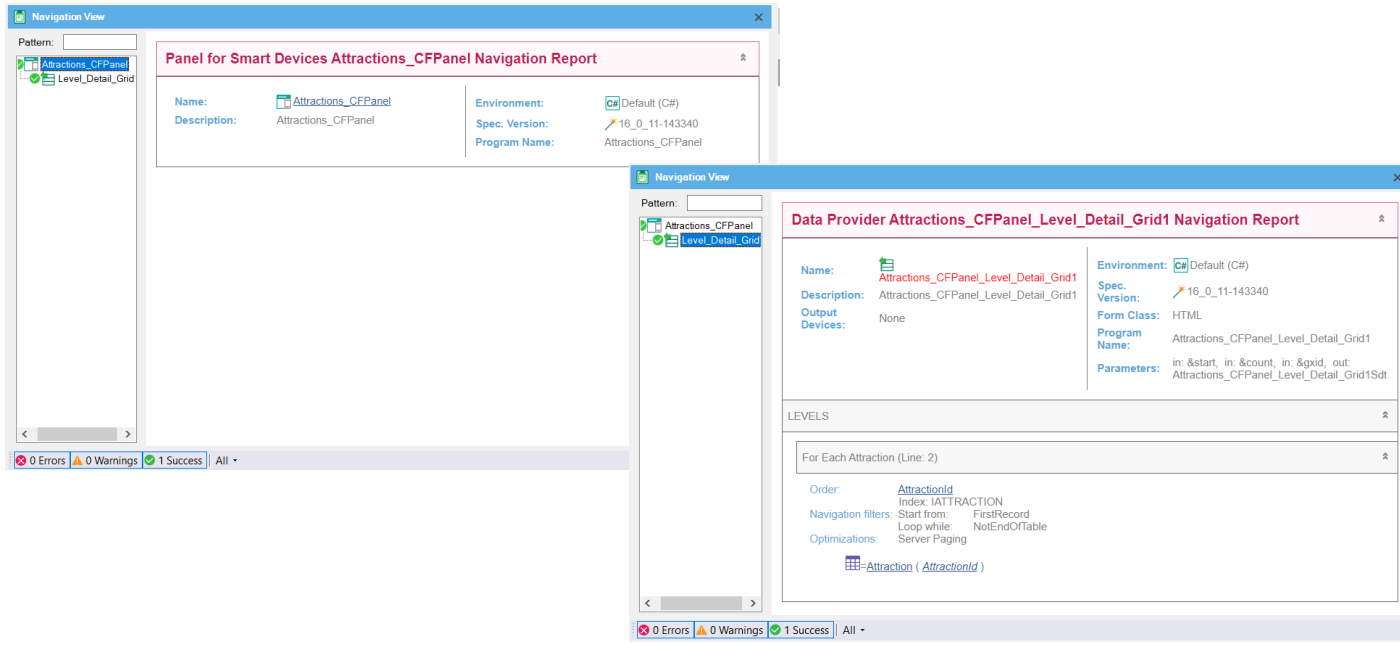 Navigation View
Pattern:
Attractions_CFPanel
Level_Detail_Grid
Panel for Smart Devices Attractions_CFPanel Navigation Report
Name: Attractions_CFPanel
Description: Attractions_CFPanel
Environment: C# Default (C#)
Spec. Version: 16_0_11-143340
Program Name: Attractions_CFPanel
0 Errors 0 Warnings 1 Success All
Navigation View
Pattern:
Attractions_CFPanel
Level_Detail_Grid1
Data Provider Attractions_CFPanel_Level_Detail_Grid1 Navigation Report
Name: Attractions_CFPanel_Level_Detail_Grid1
Description: Attractions_CFPanel_Level_Detail_Grid1
Output
Devices: None
Environment: C# Default (C#)
Spec.
Version: 16_0_11-143340
Form Class: HTML
Program
Name: Attractions_CFPanel_Level_Detail_Grid1
Parameters: in: &start, in: &count, in: &gxid, out:
Attractions_CFPanel_Level_Detail_Grid1Sdt
LEVELS
For Each Attraction (Line: 2)
Order: AttractionId
Index: IATTRACTION
Navigation filters: Start from: FirstRecord
Loop while: NotEndOfTable
Optimizations: Server Paging
=Attraction ( AttractionId )
0 Errors 0 Warnings 1 Success All